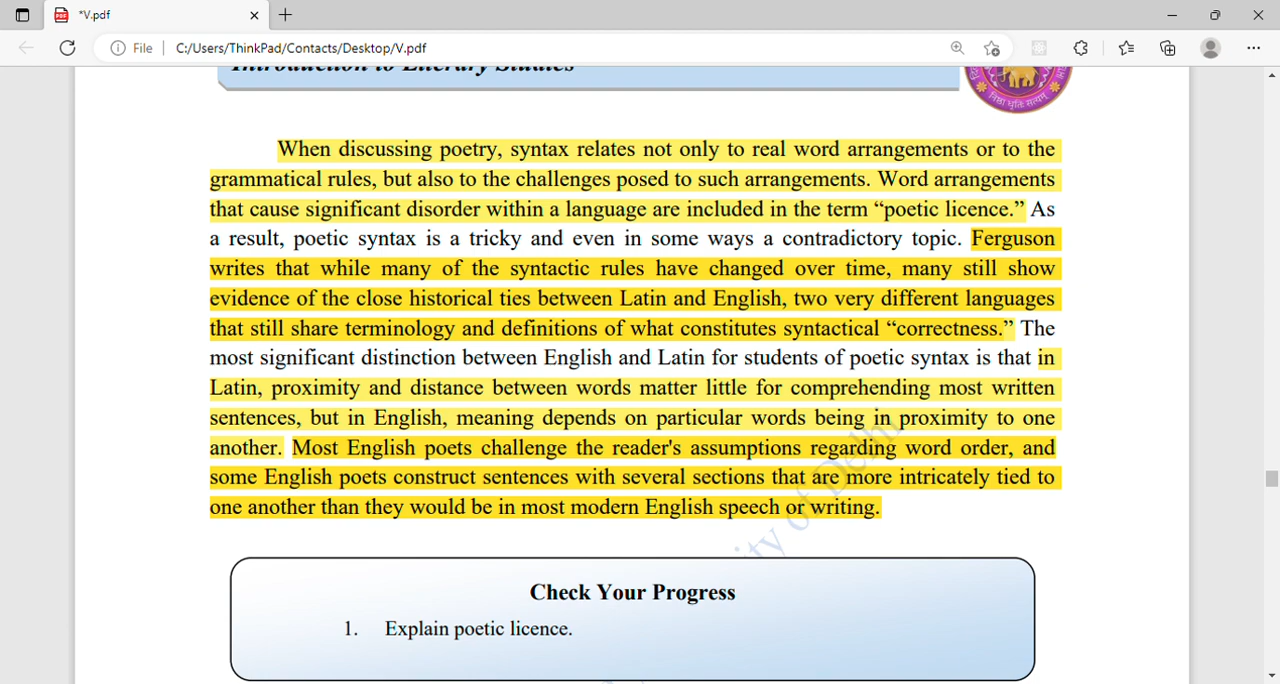 *V.pdf
File
C:/Users/ThinkPad/Contacts/Desktop/V.pdf
Introduction to Literary Studies
निष्ठा धृतिः सत्यम्
When discussing poetry, syntax relates not only to real word arrangements or to the
grammatical rules, but also to the challenges posed to such arrangements. Word arrangements
that cause significant disorder within a language are included in the term “poetic licence.” As
a result, poetic syntax is a tricky and even in some ways a contradictory topic. Ferguson
writes that while many of the syntactic rules have changed over time, many still show
evidence of the close historical ties between Latin and English, two very different languages
that still share terminology and definitions of what constitutes syntactical “correctness.” The
most significant distinction between English and Latin for students of poetic syntax is that in
Latin, proximity and distance between words matter little for comprehending most written
sentences, but in English, meaning depends on particular words being in proximity to one
another. Most English poets challenge the reader's assumptions regarding word order, and
some English poets construct sentences with several sections that are more intricately tied to
one another than they would be in most modern English speech or writing.
ity of Delhi
Check Your Progress
1. Explain poetic licence.